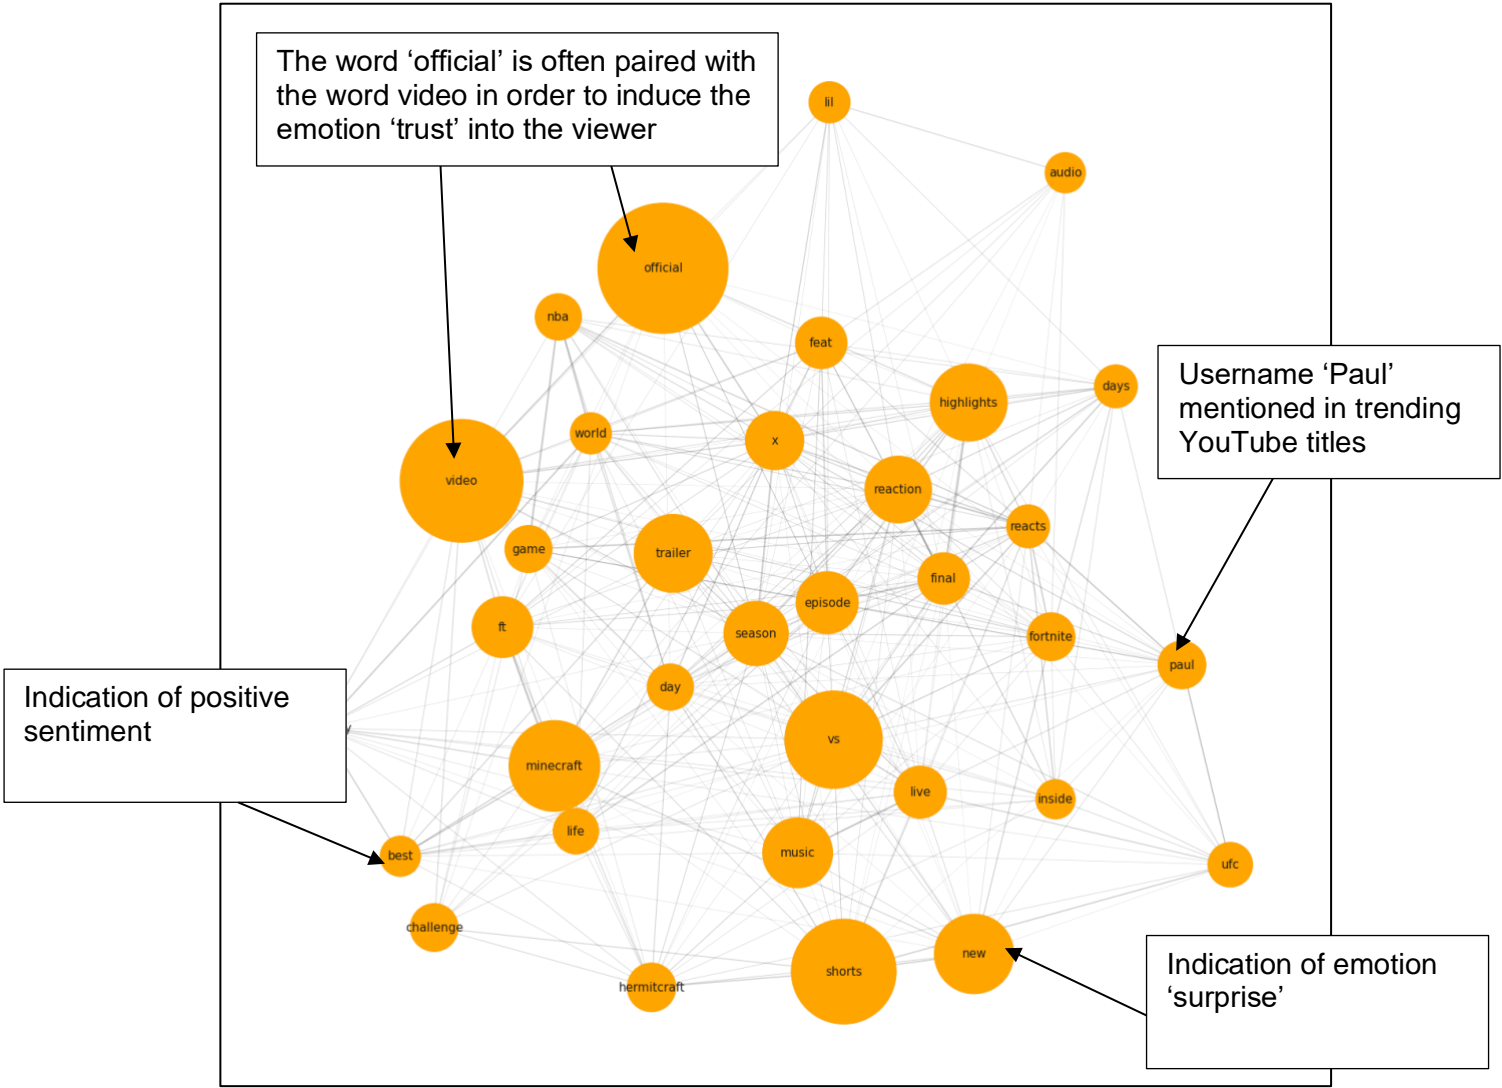 The word ‘official’ is often paired with
the word video in order to induce the
emotion ‘trust’ into the viewer
lil
audio
official
nba
feat
days
highlights
Username ‘Paul’
mentioned in trending
YouTube titles
world
x
video
reaction
reacts
game
trailer
final
episode
ft
season
fortnite
paul
day
Indication of positive
sentiment
vs
minecraft
live
inside
life
music
best
ufc
challenge
new
shorts
hermitcraft
Indication of emotion
‘surprise’